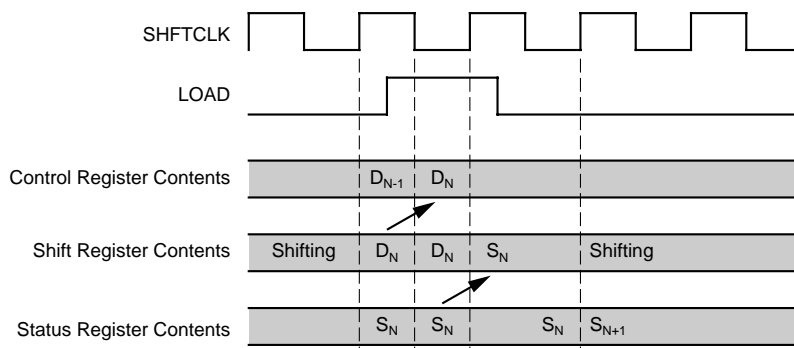 SHFTCLK
LOAD
Control Register Contents D_{N-1} D_N
Shift Register Contents Shifting D_N D_N S_N Shifting
Status Register Contents S_N S_N S_N S_{N+1}